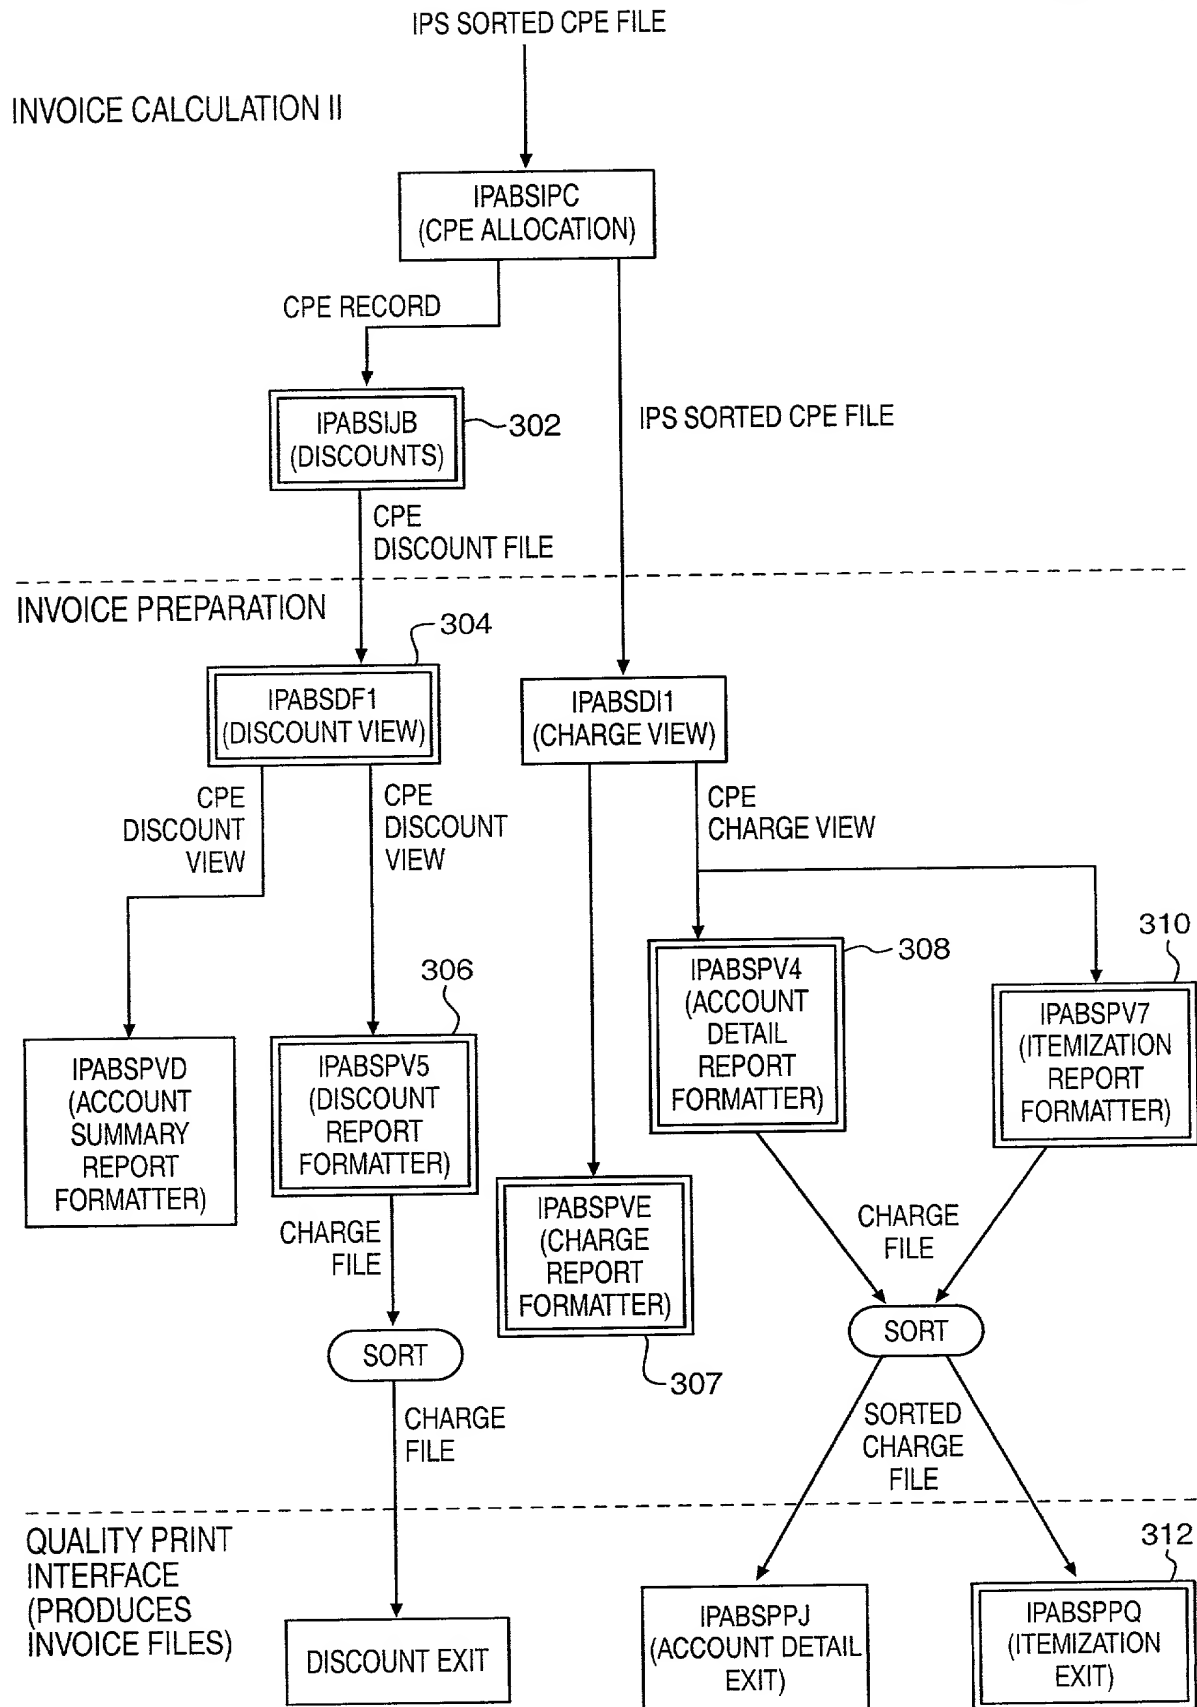 IPS SORTED CPE FILE
INVOICE CALCULATION II
IPABSIPC
(CPE ALLOCATION)
CPE RECORD
IPABSIJB
(DISCOUNTS)
302
IPS SORTED CPE FILE
CPE
DISCOUNT FILE
INVOICE PREPARATION
304
IPABSDF1
(DISCOUNT VIEW)
IPABSDI1
(CHARGE VIEW)
CPE
DISCOUNT
VIEW
CPE
DISCOUNT
VIEW
CPE
CHARGE VIEW
306
308
310
IPABSPVD
(ACCOUNT
SUMMARY
REPORT
FORMATTER)
IPABSPV5
(DISCOUNT
REPORT
FORMATTER)
IPABSPV4
(ACCOUNT
DETAIL
REPORT
FORMATTER)
IPABSPV7
(ITEMIZATION
REPORT
FORMATTER)
CHARGE
FILE
IPABSPVE
(CHARGE
REPORT
FORMATTER)
307
CHARGE
FILE
SORT
SORT
CHARGE
FILE
SORTED
CHARGE
FILE
QUALITY PRINT
INTERFACE
(PRODUCES
INVOICE FILES)
DISCOUNT EXIT
IPABSPPJ
(ACCOUNT DETAIL
EXIT)
312
IPABSPPQ
(ITEMIZATION
EXIT)